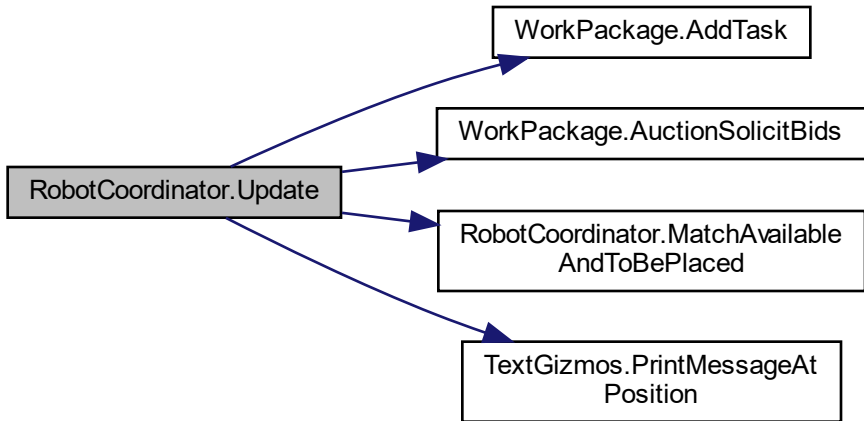 WorkPackage.AddTask
WorkPackage.AuctionSolicitBids
RobotCoordinator.Update
RobotCoordinator.MatchAvailable
AndToBePlaced
TextGizmos.PrintMessageAt
Position